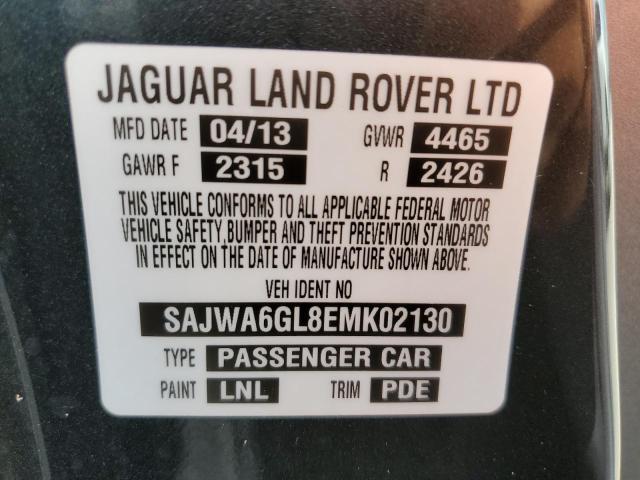 JAGUAR LAND ROVER LTD
MFD DATE 04/13 GVWR 4465
GAWR F 2315 R 2426
THIS VEHICLE CONFORMS TO ALL APPLICABLE FEDERAL MOTOR
VEHICLE SAFETY, BUMPER AND THEFT PREVENTION STANDARDS
IN EFFECT ON THE DATE OF MANUFACTURE SHOWN ABOVE.
VEH IDENT NO
SAJWA6GL8EMK02130
TYPE PASSENGER CAR
PAINT LNL TRIM PDE